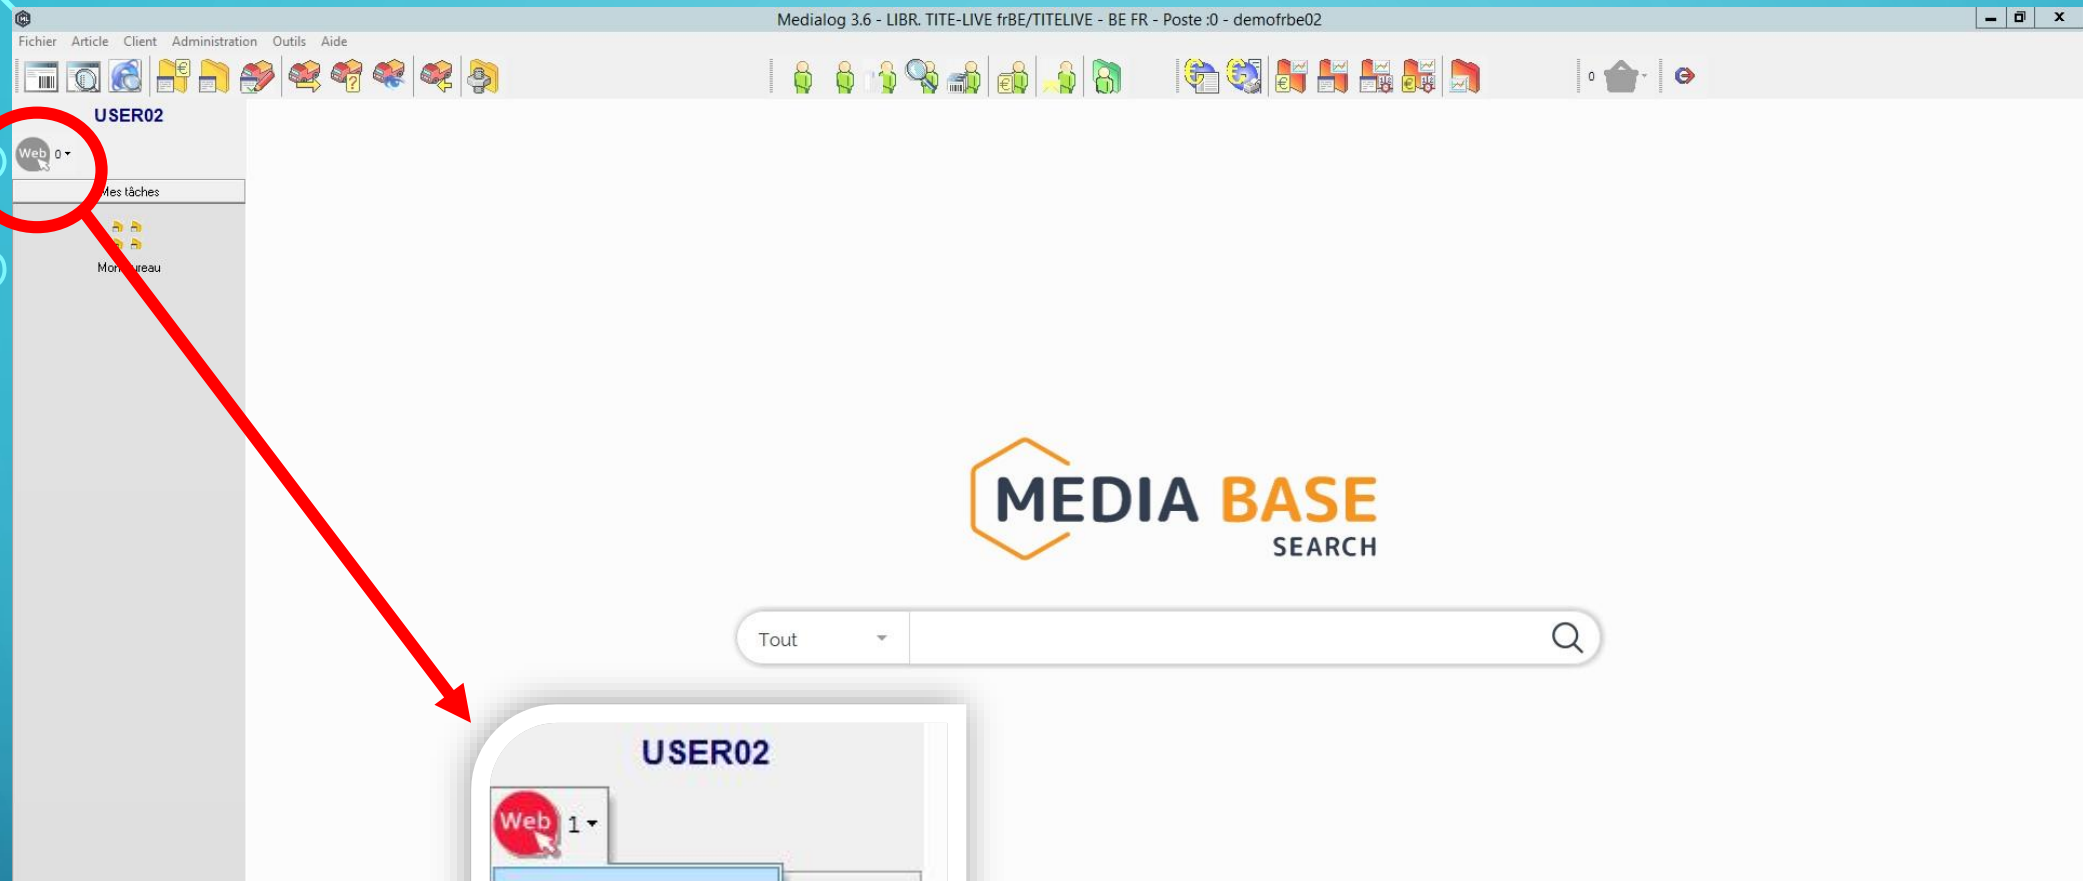 Medialog 3.6 - LIBR. TITE-LIVE frBE/TITELIVE - BE FR - Poste :0 - demofrbe02
Fichier Article Client Administration Outils Aide
0
USER02
Web 0
Mes tâches
MEDIA BASE
SEARCH
Tout
USER02
Web 1